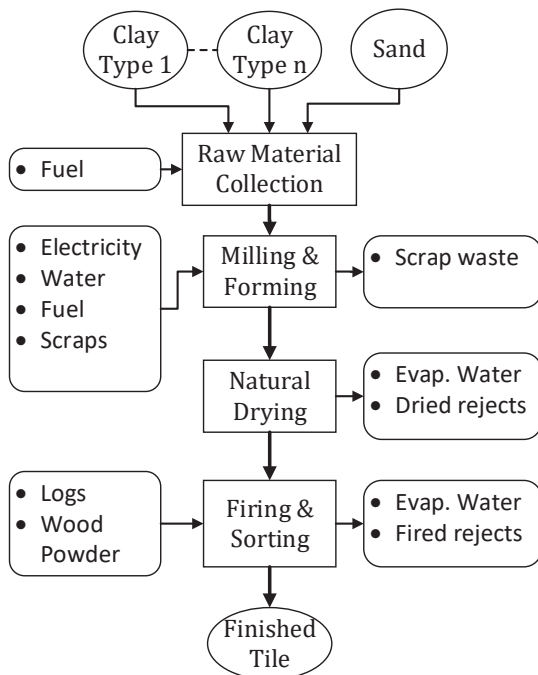 Clay
Type 1
Clay
Type n
Sand
• Fuel
Raw Material
Collection
• Electricity
• Water
• Fuel
• Scraps
Milling &
Forming
• Scrap waste
Natural
Drying
• Evap. Water
• Dried rejects
• Logs
• Wood
Powder
Firing &
Sorting
• Evap. Water
• Fired rejects
Finished
Tile